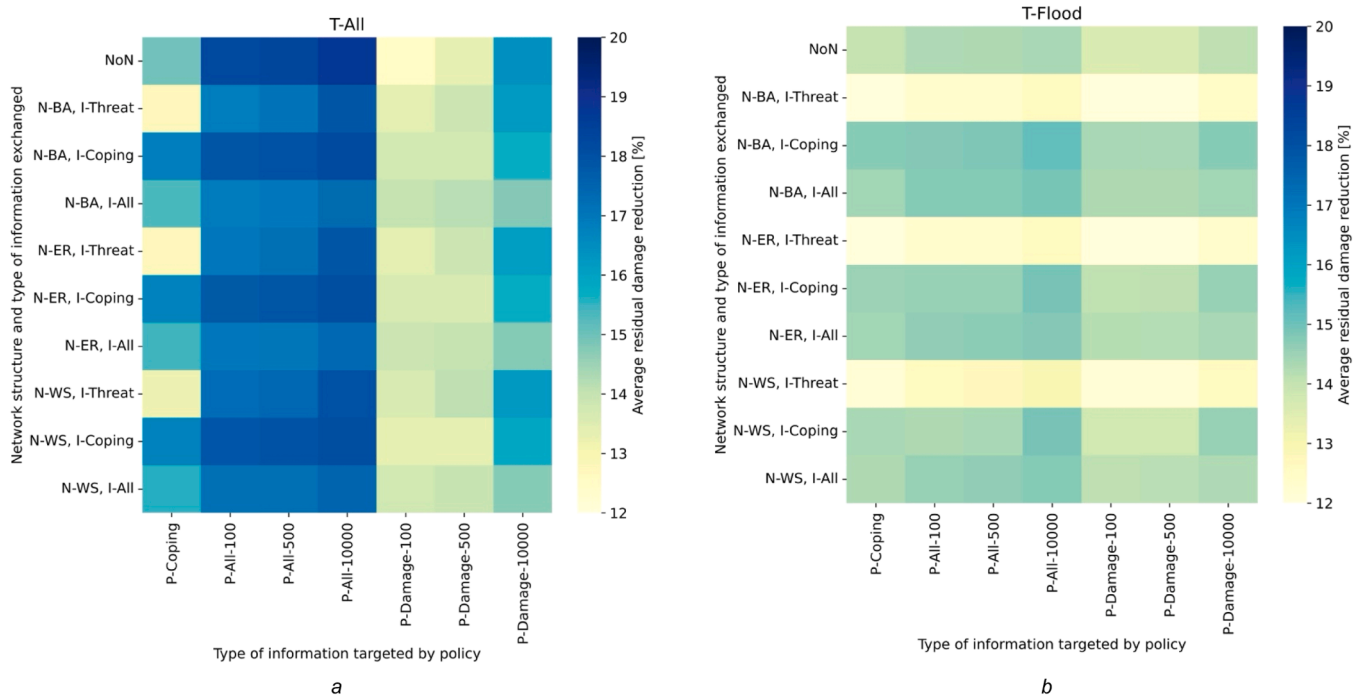 T-All
Network structure and type of information exchanged
NoN
N-BA, I-Threat
N-BA, I-Coping
N-BA, I-All
N-ER, I-Threat
N-ER, I-Coping
N-ER, I-All
N-WS, I-Threat
N-WS, I-Coping
N-WS, I-All
P-Coping
P-All-100
P-All-500
P-All-10000
P-Damage-100
P-Damage-500
P-Damage-10000
Type of information targeted by policy
20
19
18
17
16
15
14
13
12
Average residual damage reduction [%]
a
T-Flood
Network structure and type of information exchanged
NoN
N-BA, I-Threat
N-BA, I-Coping
N-BA, I-All
N-ER, I-Threat
N-ER, I-Coping
N-ER, I-All
N-WS, I-Threat
N-WS, I-Coping
N-WS, I-All
P-Coping
P-All-100
P-All-500
P-All-10000
P-Damage-100
P-Damage-500
P-Damage-10000
Type of information targeted by policy
20
19
18
17
16
15
14
13
12
Average residual damage reduction [%]
b